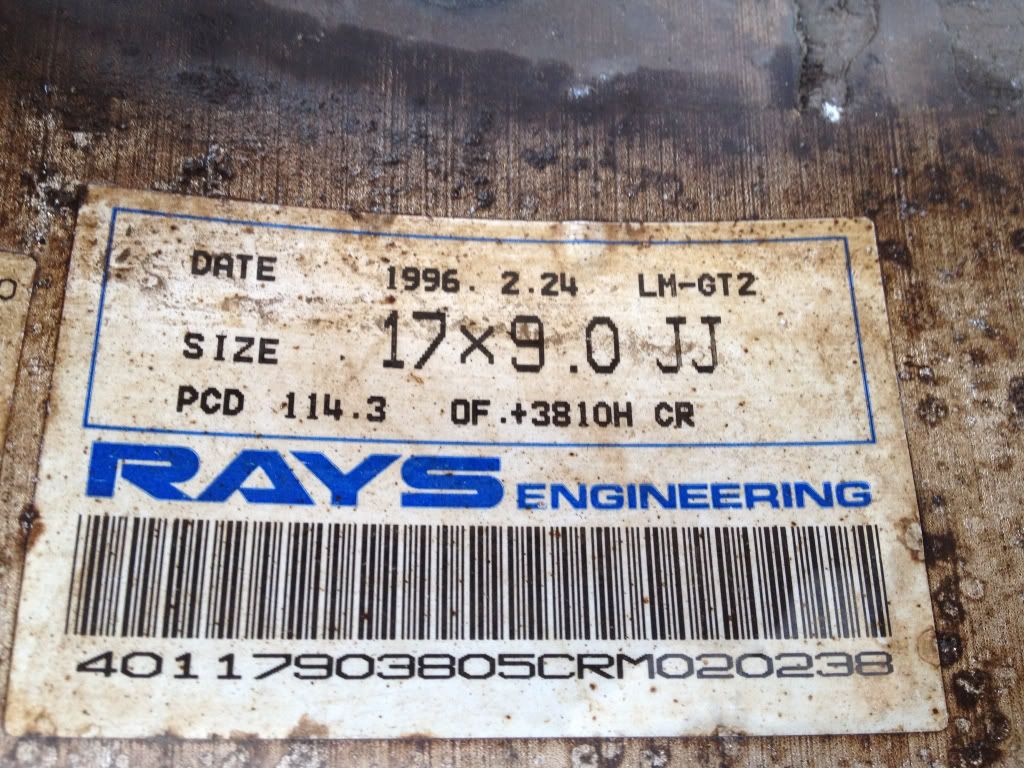 DATE 1996. 2.24 LM-GT2
SIZE 17×9.0 JJ
PCD 114.3 OF.+3810H CR
RAYS ENGINEERING
40117903805CRM020238